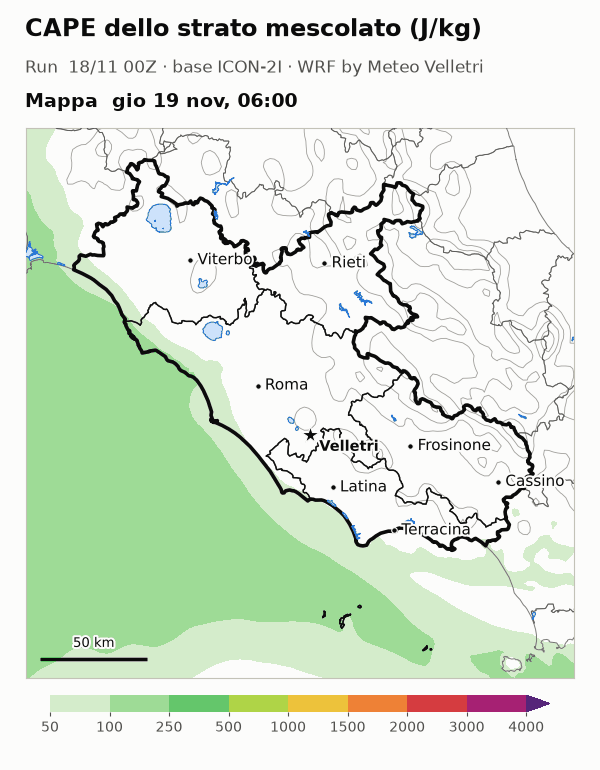 CAPE dello strato mescolato (J/kg)
Run  18/11 00Z · base ICON-2I · WRF by Meteo Velletri
Mappa  gio 19 nov, 06:00
Viterbo
Rieti
Roma
Velletri
Frosinone
Cassino
Latina
Terracina
50 km
50 100 250 500 1000 1500 2000 3000 4000